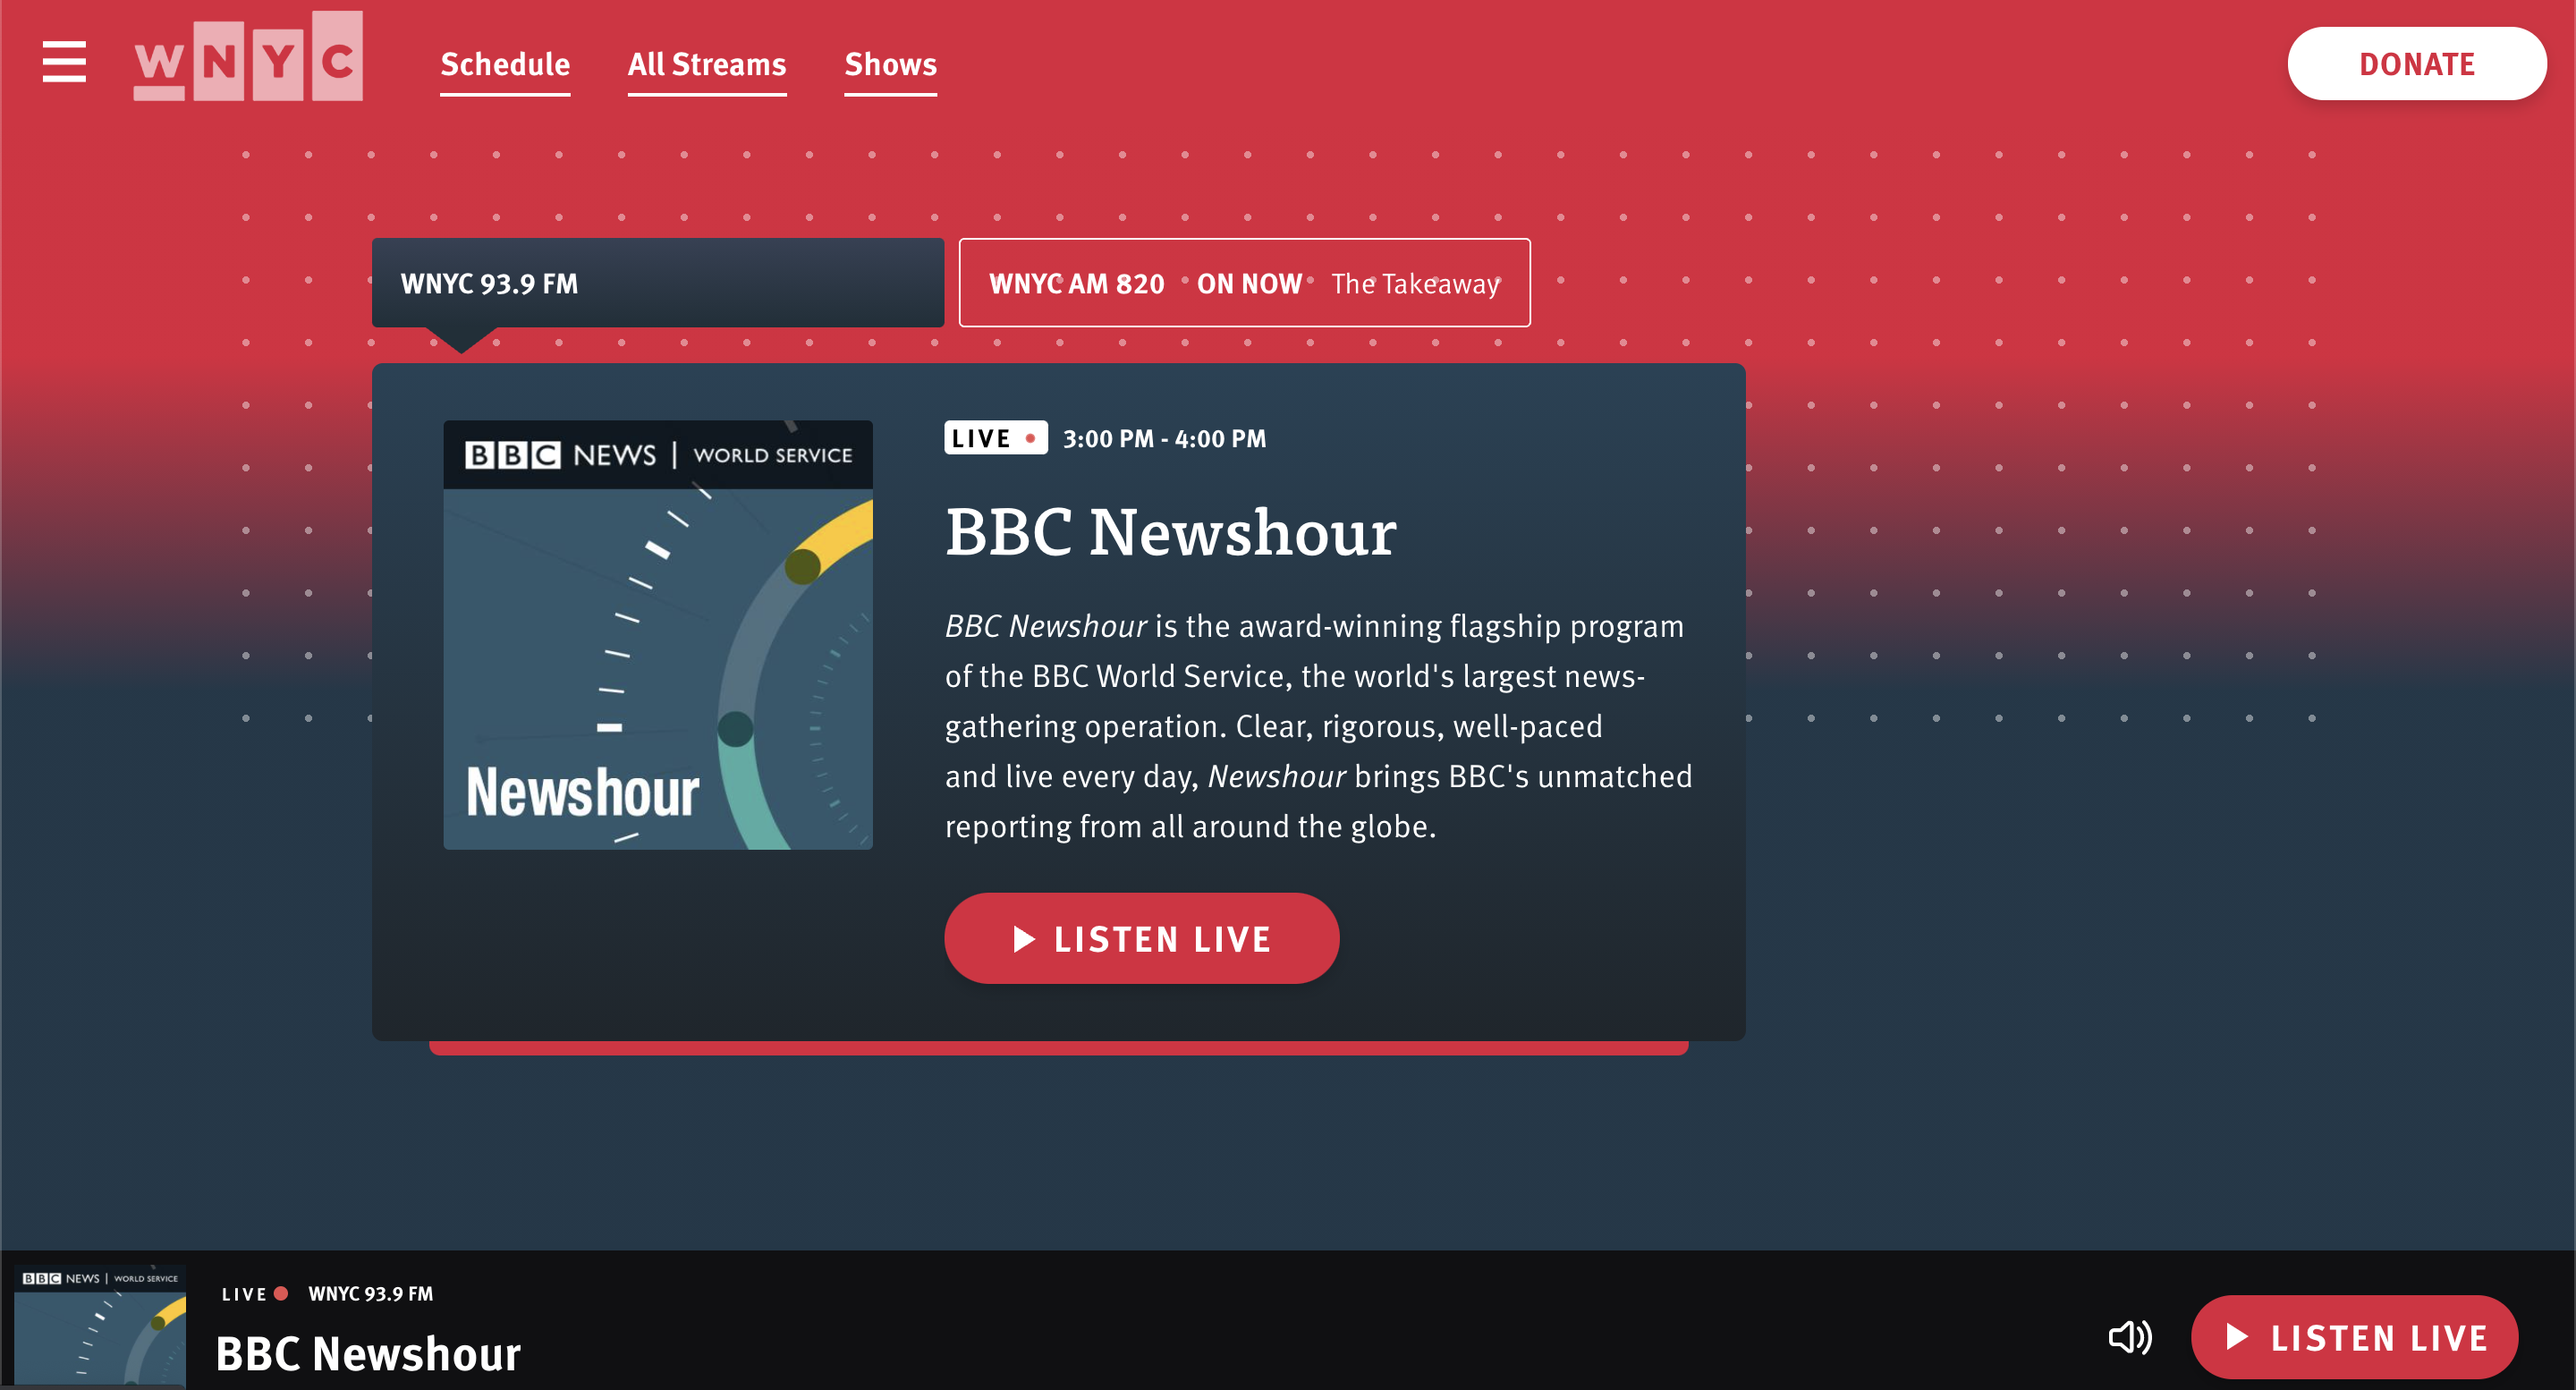 WNYC
Schedule
All Streams
Shows
DONATE
WNYC 93.9 FM
WNYC AM 820 • ON NOW The Takeaway
BBC NEWS | WORLD SERVICE
Newshour
LIVE 3:00 PM - 4:00 PM
BBC Newshour
BBC Newshour is the award-winning flagship program
of the BBC World Service, the world's largest news-
gathering operation. Clear, rigorous, well-paced
and live every day, Newshour brings BBC's unmatched
reporting from all around the globe.
LISTEN LIVE
BBC NEWS | WORLD SERVICE
LIVE WNYC 93.9 FM
BBC Newshour
LISTEN LIVE